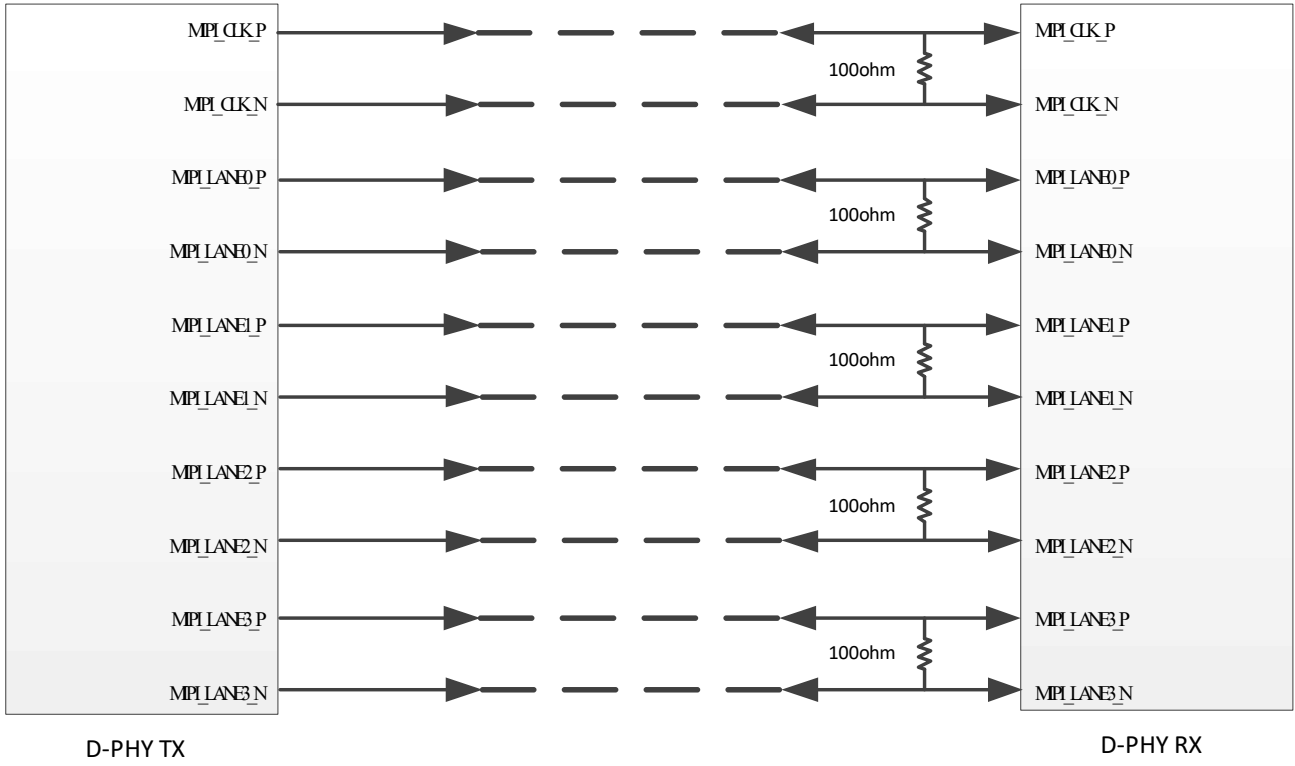 MIPI_CLK_P
MIPI_CLK_P
100ohm
MIPI_CLK_N
MIPI_CLK_N
MIPI_LANE0_P
MIPI_LANE0_P
100ohm
MIPI_LANE0_N
MIPI_LANE0_N
MIPI_LANE1_P
MIPI_LANE1_P
100ohm
MIPI_LANE1_N
MIPI_LANE1_N
MIPI_LANE2_P
MIPI_LANE2_P
100ohm
MIPI_LANE2_N
MIPI_LANE2_N
MIPI_LANE3_P
MIPI_LANE3_P
100ohm
MIPI_LANE3_N
MIPI_LANE3_N
D-PHY TX
D-PHY RX